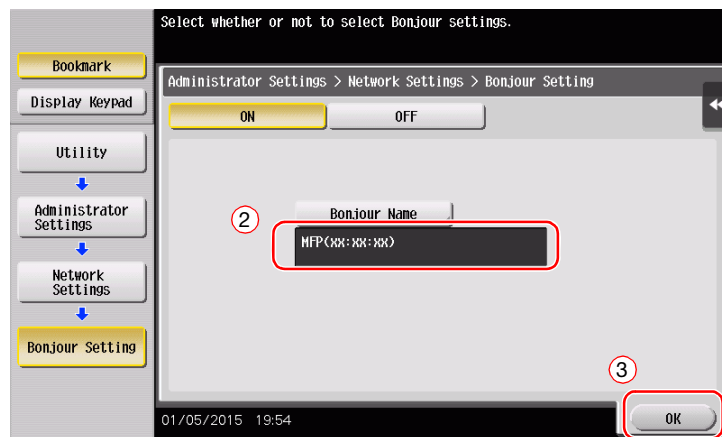 Select whether or not to select Bonjour settings.
Bookmark
Display Keypad
Utility
Administrator
Settings
Network
Settings
Bonjour Setting
Administrator Settings > Network Settings > Bonjour Setting
ON
OFF
2
Bonjour Name
MFP(xx:xx:xx)
3
01/05/2015 19:54
OK